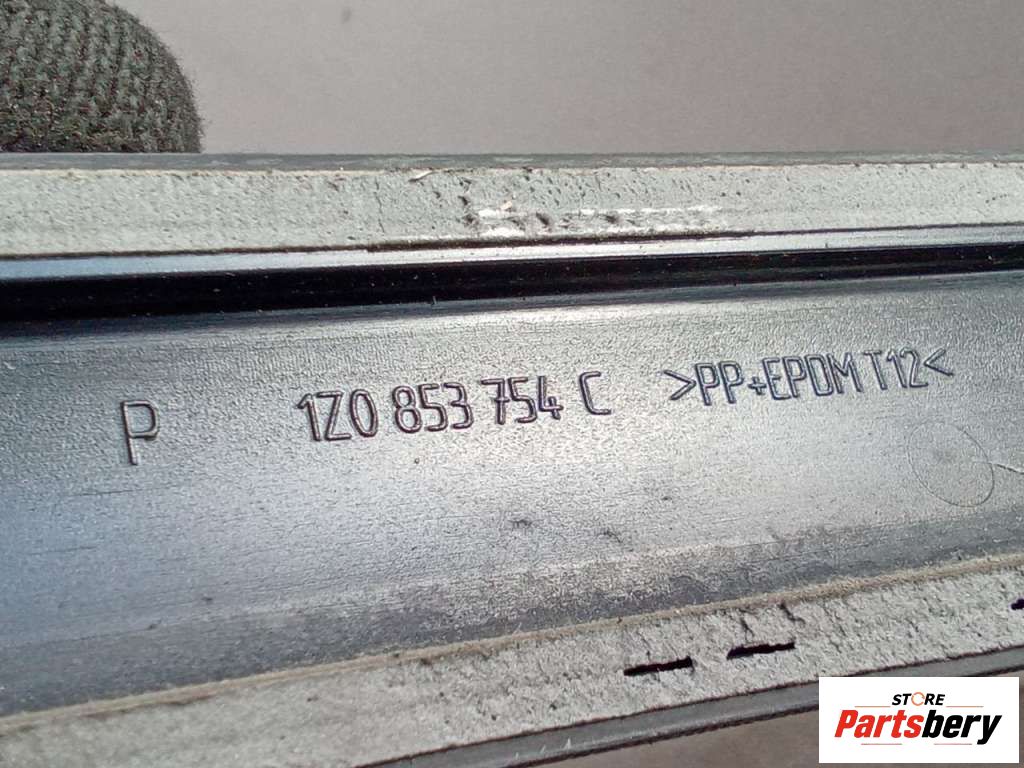 P 1Z0 853 754 C >PP+EPDM T12<
STORE
Partsbery